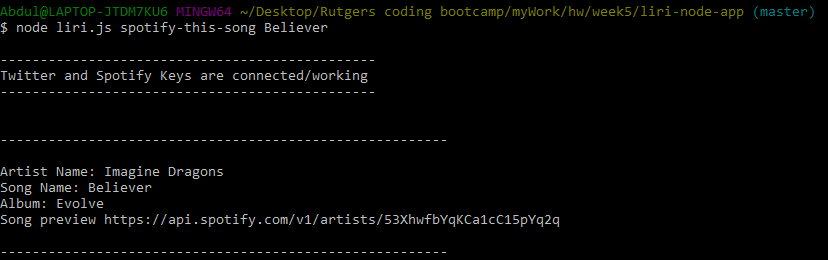 Abdul@LAPTOP-JTDM7KU6 MINGW64 ~/Desktop/Rutgers coding bootcamp/myWork/hw/week5/liri-node-app (master)
$ node liri.js spotify-this-song Believer
-----------------------------------------------
Twitter and Spotify Keys are connected/working
-----------------------------------------------
--------------------------------------------------------
Artist Name: Imagine Dragons
Song Name: Believer
Album: Evolve
Song preview https://api.spotify.com/v1/artists/53XhwfbYqKCa1cC15pYq2q
--------------------------------------------------------